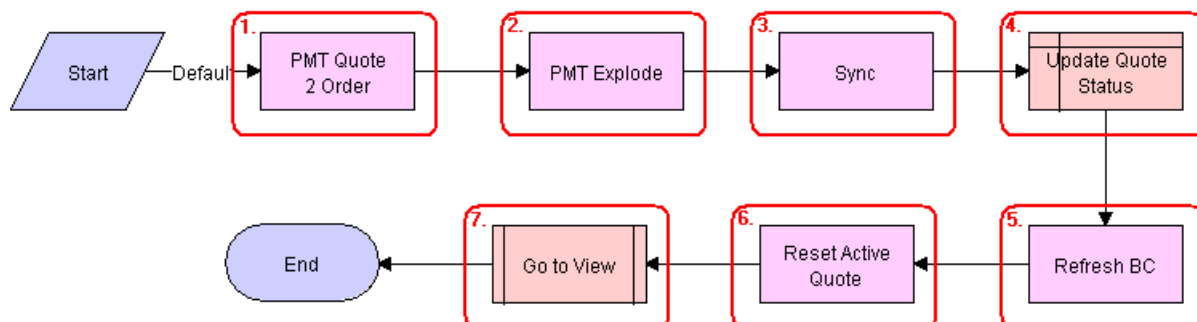 1.
2.
3.
4.
Start
Default
PMT Quote
2 Order
PMT Explode
Sync
Update Quote
Status
7.
6.
5.
End
Go to View
Reset Active
Quote
Refresh BC